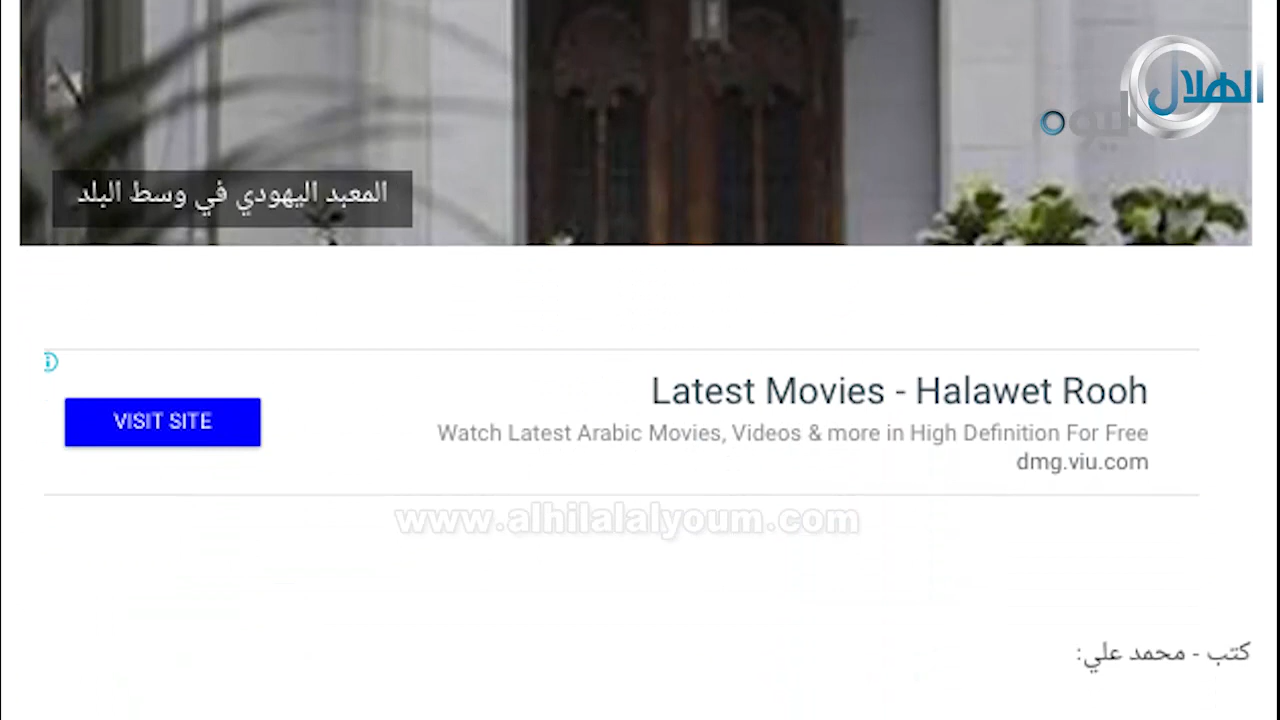 الهلال
اليوم
المعبد اليهودي في وسط البلد
Latest Movies - Halawet Rooh
VISIT SITE
Watch Latest Arabic Movies, Videos & more in High Definition For Free
dmg.viu.com
www.alhilalalyoum.com
كتب - محمد علي: